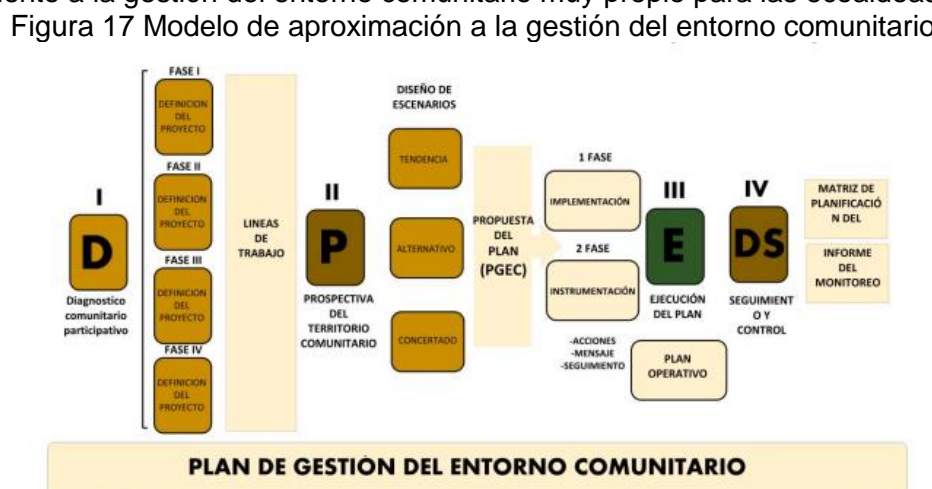 Figura 17 Modelo de aproximación a la gestión del entorno comunitario
I
D
Diagnostico
comunitario
participativo
FASE I
DEFINICION
DEL
PROYECTO
FASE II
DEFINICION
DEL
PROYECTO
FASE III
DEFINICION
DEL
PROYECTO
FASE IV
DEFINICION
DEL
PROYECTO
LINEAS
DE
TRABAJO
II
P
PROSPECTIVA
DEL
TERRITORIO
COMUNITARIO
DISEÑO DE
ESCENARIOS
TENDENCIA
ALTERNATIVO
CONCERTADO
PROPUESTA
DEL
PLAN
(PGEC)
1 FASE
IMPLEMENTACIÓN
2 FASE
INSTRUMENTACIÓN
-ACCIONES
-MENSAJE
-SEGUIMIENTO
III
E
EJECUCIÓN
DEL PLAN
PLAN
OPERATIVO
IV
DS
SEGUIMIENT
O Y
CONTROL
MATRIZ DE
PLANIFICACIÓ
N DEL
INFORME
DEL
MONITOREO
PLAN DE GESTIÓN DEL ENTORNO COMUNITARIO